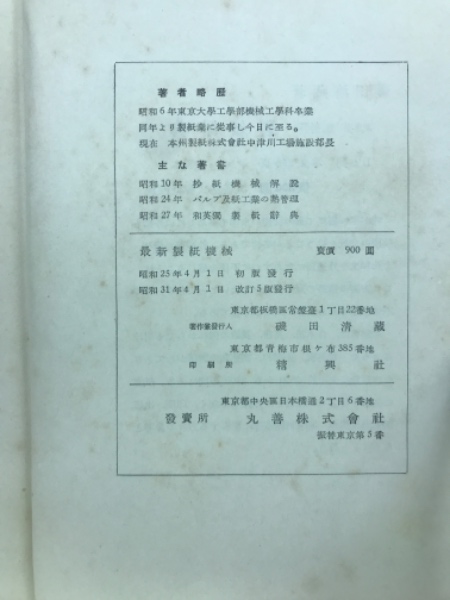 著者略歷
昭和6年東京大學工學部機械工學科卒業
同年より製紙業に從事し今日に至る。
現在 本州製紙株式會社中津川工場施設部長
主な著書
昭和10年 抄紙機械解說
昭和24年 パルプ及紙工業の熱管理
昭和27年 和英獨製紙辭典
最新製紙機械 賣價 900圓
昭和25年4月1日 初版發行
昭和31年4月1日 改訂5版發行
東京都板橋區常盤臺1丁目22番地
著作兼發行人 磯田清藏
東京都青梅市根ケ布385番地
印刷所 精興社
東京都中央區日本橋通2丁目6番地
發賣所 丸善株式會社
振替東京第5番